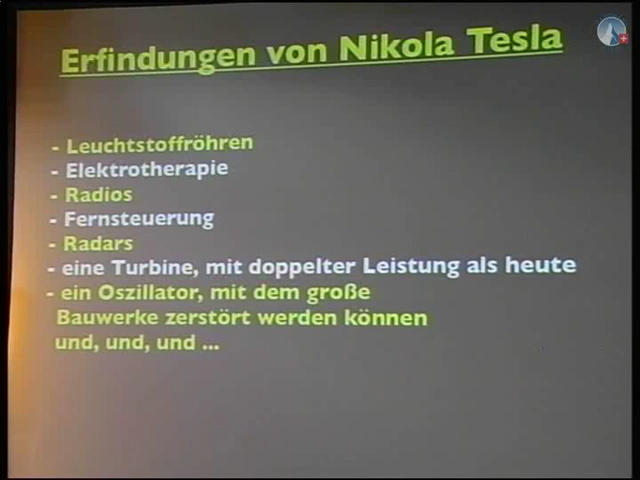 Erfindungen von Nikola Tesla
- Leuchtstoffröhren
- Elektrotherapie
- Radios
- Fernsteuerung
- Radars
- eine Turbine, mit doppelter Leistung als heute
- ein Oszillator, mit dem große
Bauwerke zerstört werden können
und, und, und ...